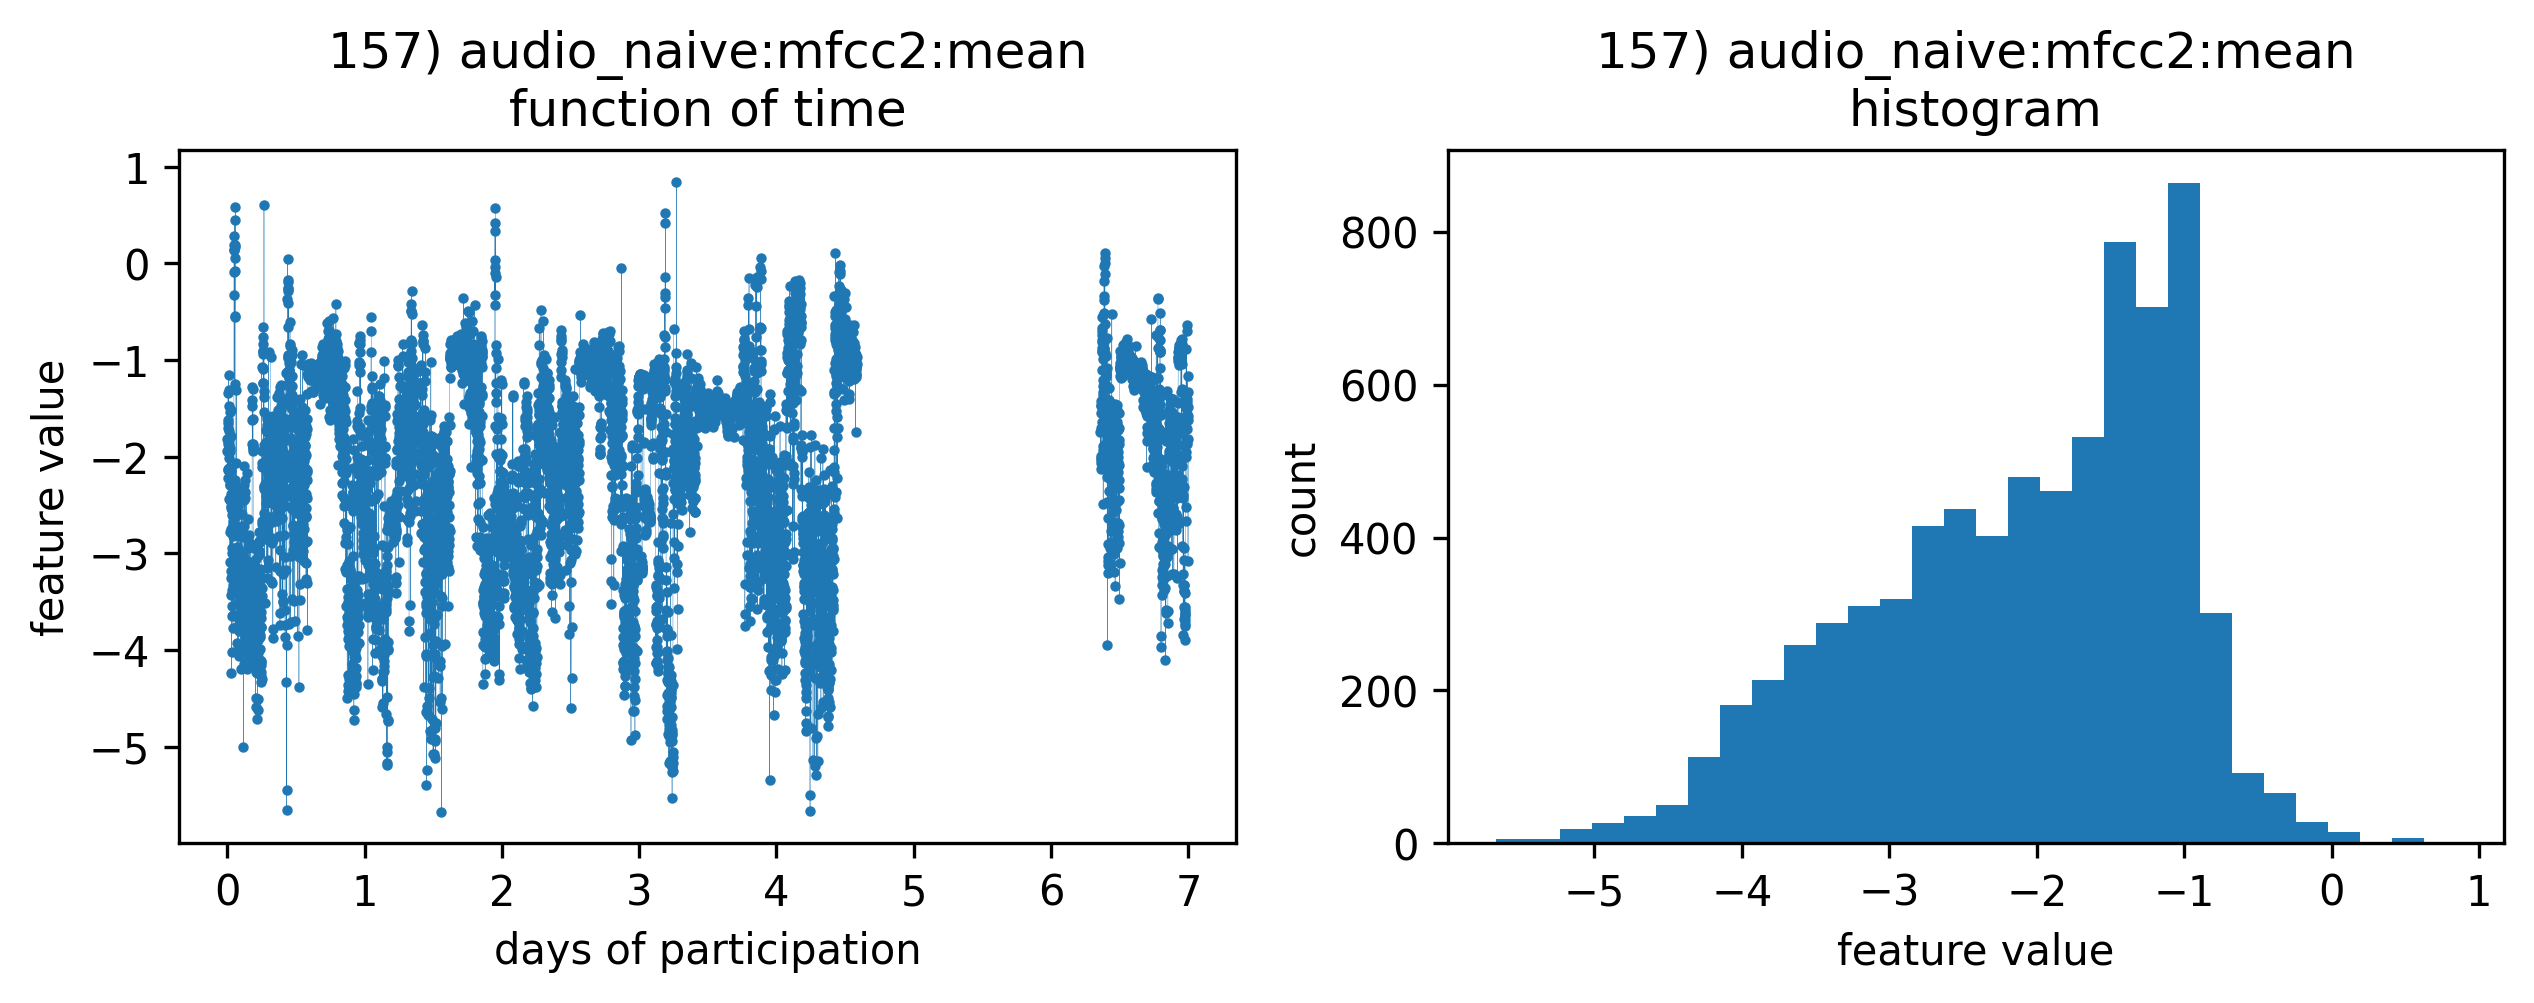 157) audio_naive:mfcc2:mean
function of time
1
0
−1
−2
−3
−4
−5
feature value
0 1 2 3 4 5 6 7
days of participation
157) audio_naive:mfcc2:mean
histogram
800
600
400
200
0
count
−5 −4 −3 −2 −1 0 1
feature value